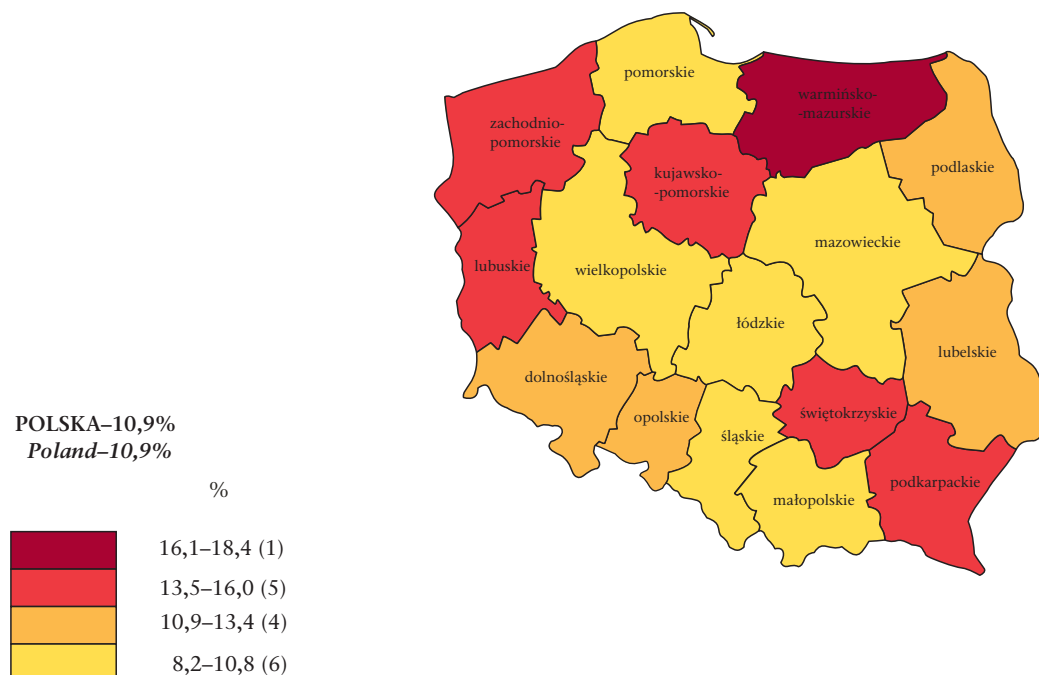 pomorskie
warmińsko-
-mazurskie
zachodnio-
pomorskie
kujawsko-
-pomorskie
podlaskie
mazowieckie
lubuskie
wielkopolskie
łódzkie
lubelskie
dolnośląskie
opolskie
śląskie
świętokrzyskie
małopolskie
podkarpackie
POLSKA–10,9%
Poland–10,9%
%
16,1–18,4 (1)
13,5–16,0 (5)
10,9–13,4 (4)
8,2–10,8 (6)